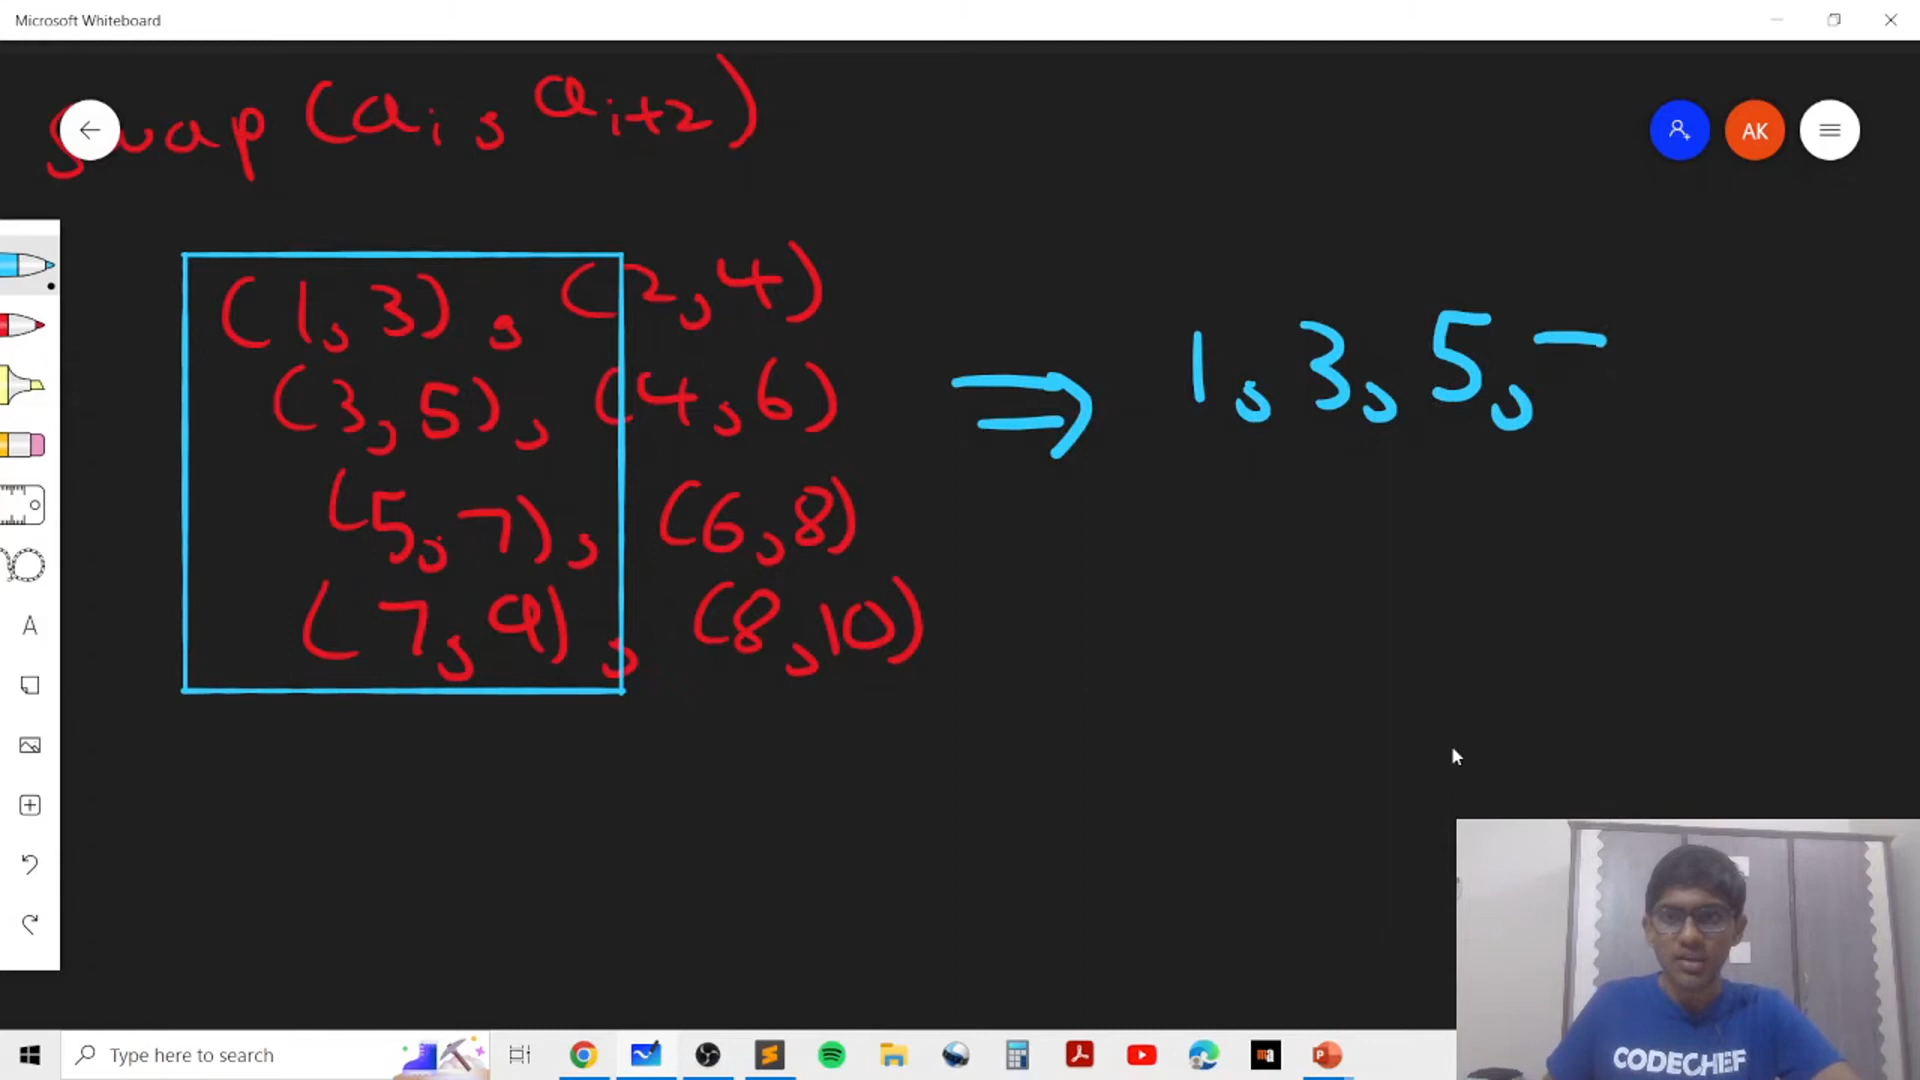 Microsoft Whiteboard
swap (ai, ai+2)
AK
(1,3), (2,4)
(3,5), (4,6)
(5,7), (6,8)
(7,9), (8,10)
⇒ 1, 3, 5,
A
CODECHEF
Type here to search
ma